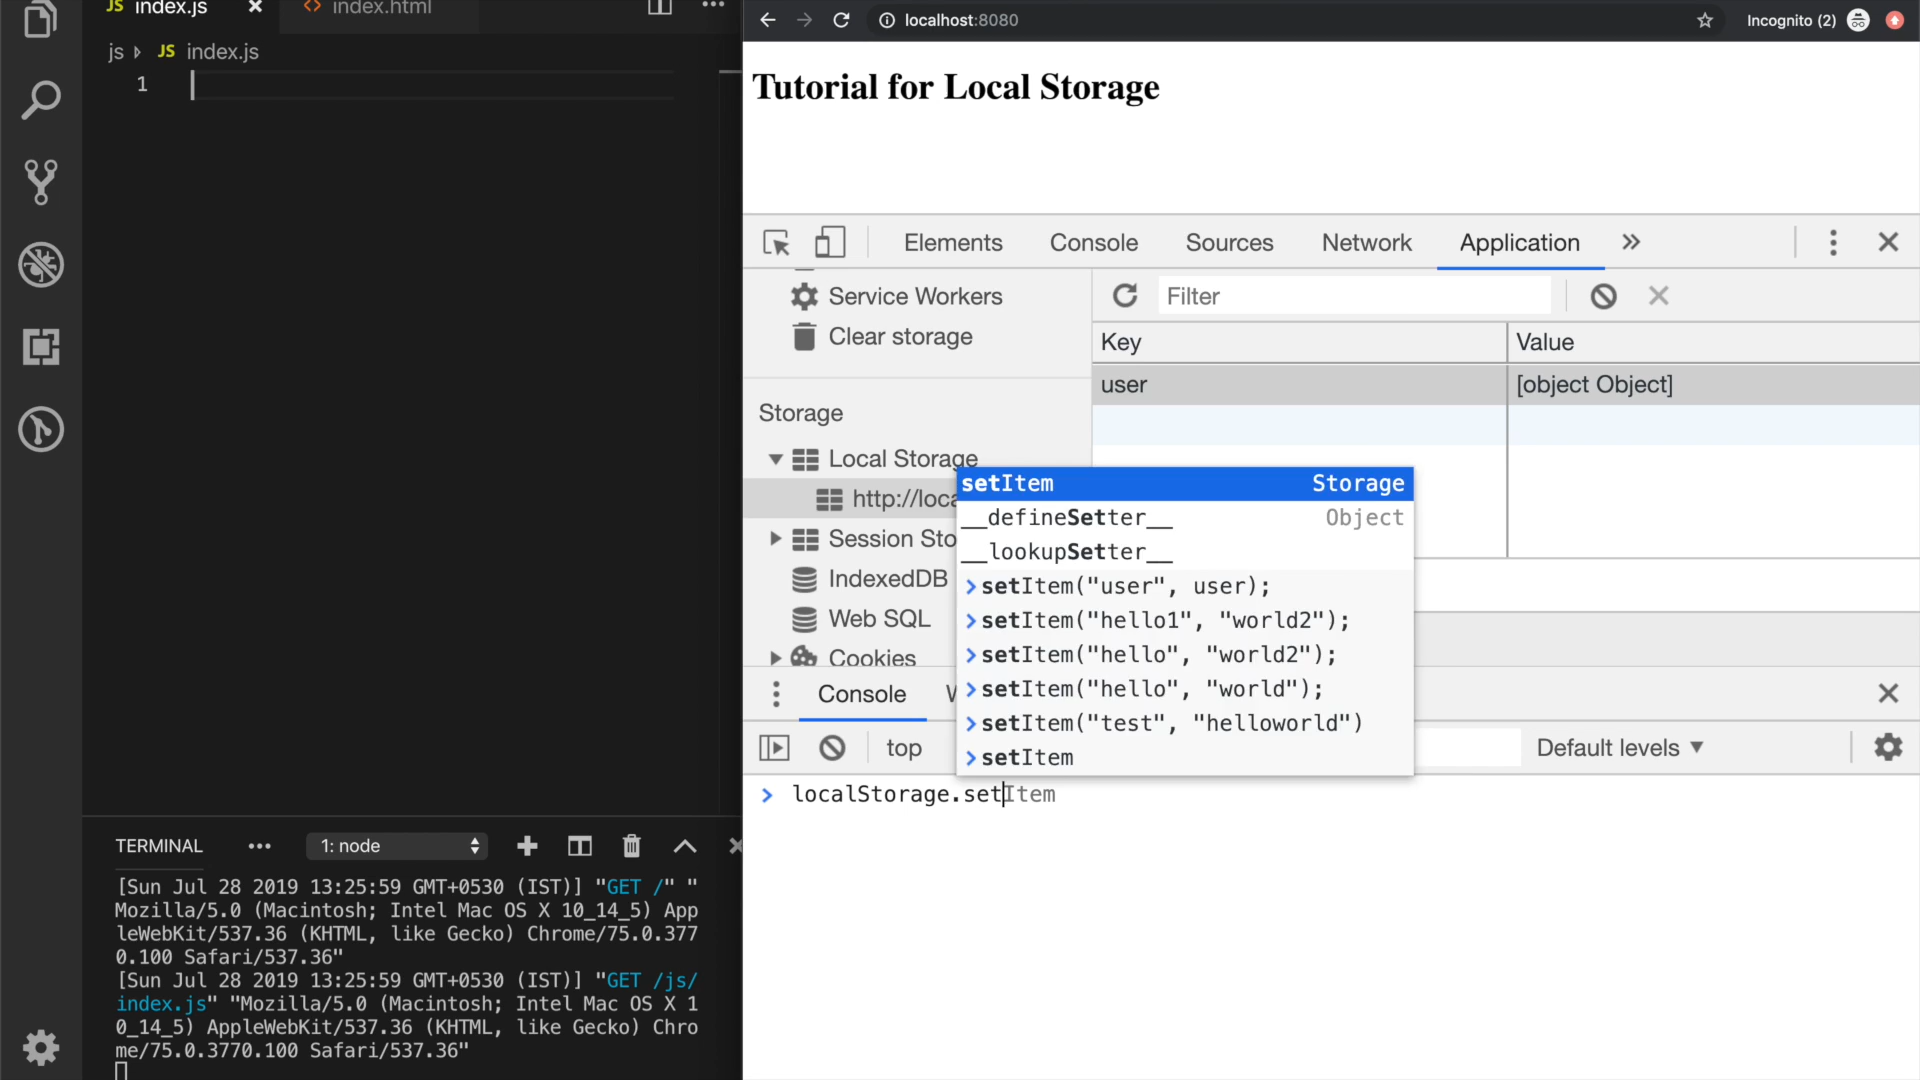 JS index.js
<> index.html
js JS index.js
1
TERMINAL
1: node
[Sun Jul 28 2019 13:25:59 GMT+0530 (IST)] "GET /" "
Mozilla/5.0 (Macintosh; Intel Mac OS X 10_14_5) App
leWebKit/537.36 (KHTML, like Gecko) Chrome/75.0.377
0.100 Safari/537.36"
[Sun Jul 28 2019 13:25:59 GMT+0530 (IST)] "GET /js/
index.js" "Mozilla/5.0 (Macintosh; Intel Mac OS X 1
0_14_5) AppleWebKit/537.36 (KHTML, like Gecko) Chro
me/75.0.3770.100 Safari/537.36"
localhost:8080
Incognito (2)
Tutorial for Local Storage
Elements Console Sources Network Application
Service Workers
Clear storage
Storage
Local Storage
http://loca
Session Sto
IndexedDB
Web SQL
Cookies
Filter
Key Value
user [object Object]
setItem Storage
__defineSetter__ Object
__lookupSetter__
>setItem("user", user);
>setItem("hello1", "world2");
>setItem("hello", "world2");
>setItem("hello", "world");
>setItem("test", "helloworld")
>setItem
Console
top
Default levels
> localStorage.setItem